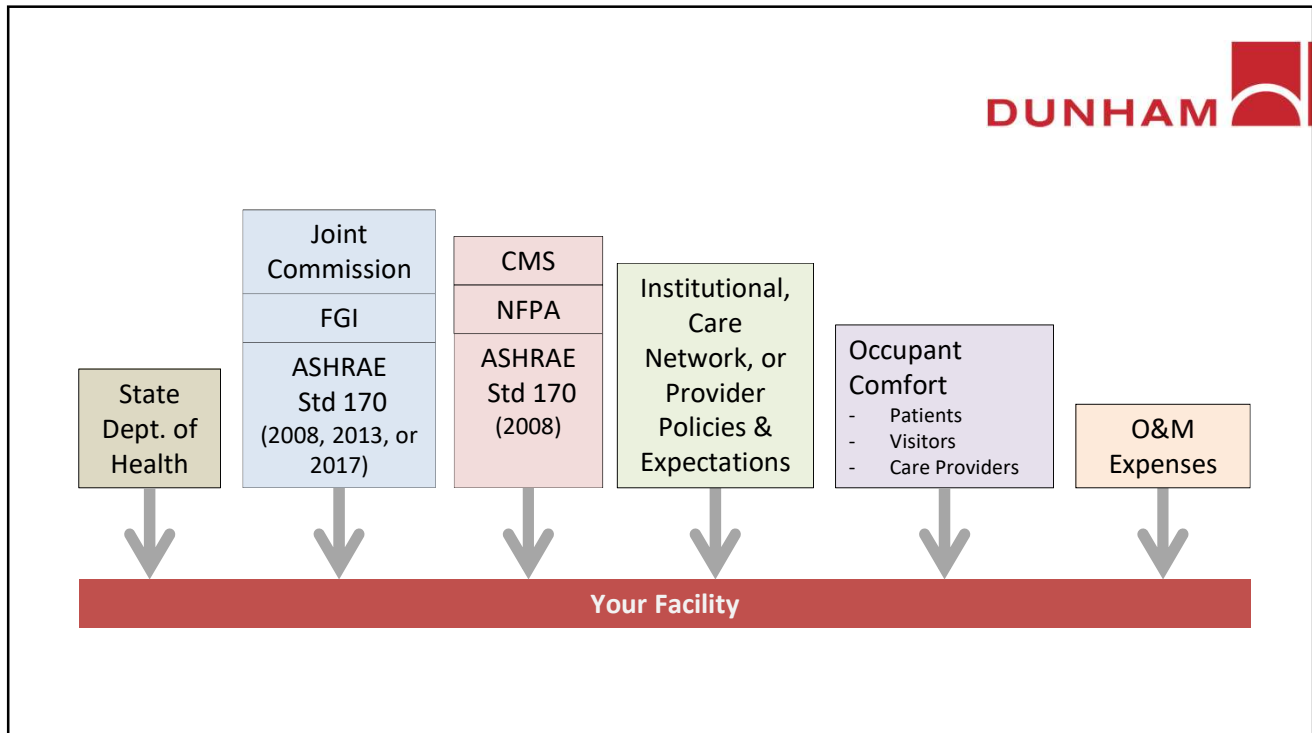 DUNHAM
State
Dept. of
Health
Joint
Commission
FGI
ASHRAE
Std 170
(2008, 2013, or
2017)
CMS
NFPA
ASHRAE
Std 170
(2008)
Institutional,
Care
Network, or
Provider
Policies &
Expectations
Occupant
Comfort
- Patients
- Visitors
- Care Providers
O&M
Expenses
Your Facility